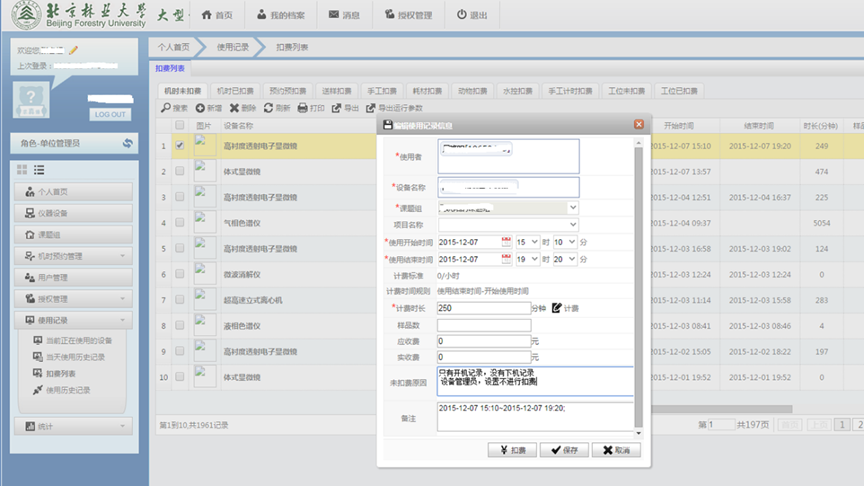 北京林业大学
Beijing Forestry University
大型
首页
我的档案
消息
授权管理
退出
欢迎您
上次登录：
LOG OUT
角色-单位管理员
个人首页
仪器设备
课题组
机时预约管理
用户管理
授权管理
使用记录
当前正在使用的设备
当天使用历史记录
扣费列表
使用历史记录
统计
个人首页 使用记录 扣费列表
扣费列表
机时未扣费 机时已扣费 预约预扣费 送样扣费 手工扣费 耗材扣费 动物扣费 水控扣费 手工计时扣费 工位未扣费 工位已扣费
搜索 新增 删除 刷新 打印 导出 导出运行参数
图片 设备名称 开始时间 结束时间 时长(分钟) 样品
1 高衬度透射电子显微镜 2015-12-07 15:10 2015-12-07 19:20 249
2 体式显微镜 2015-12-07 13:57 474
3 高衬度透射电子显微镜 2015-12-04 12:51 2015-12-04 16:37 225
4 气相色谱仪 2015-12-04 09:37 5054
5 高衬度透射电子显微镜 2015-12-03 16:58 2015-12-03 19:02 124
6 微波消解仪 2015-12-03 12:24 2015-12-03 12:24 0
7 超高速立式离心机 2015-12-03 11:14 2015-12-03 15:58 283
8 液相色谱仪 2015-12-03 08:41 2015-12-03 08:46 4
9 高衬度透射电子显微镜 2015-12-02 15:05 2015-12-02 18:22 197
10 体式显微镜 2015-12-01 19:52 2015-12-01 19:52 0
第1到10,共1961记录
第 1 共197页 首页 上页 1 2
编辑使用记录信息
*使用者
*设备名称
*课题组
项目名称
*使用开始时间 2015-12-07 15 时 10 分
*使用结束时间 2015-12-07 19 时 20 分
计费标准 0/小时
计费时间规则 使用结束时间-开始使用时间
*计费时长 250 分钟 计费
样品数
应收费 0 元
实收费 0 元
未扣费原因 只有开机记录，没有下机记录
设备管理员，设置不进行扣费
备注 2015-12-07 15:10~2015-12-07 19:20;
扣费 保存 取消